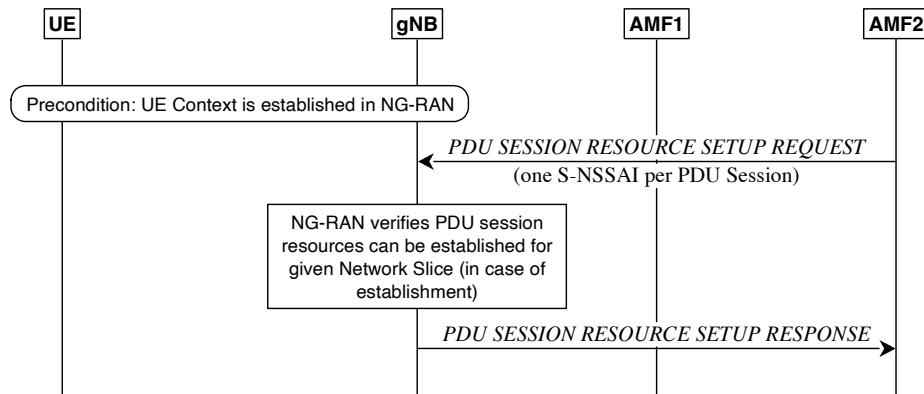 UE gNB AMF1 AMF2
Precondition: UE Context is established in NG-RAN
PDU SESSION RESOURCE SETUP REQUEST
(one S-NSSAI per PDU Session)
NG-RAN verifies PDU session
resources can be established for
given Network Slice (in case of
establishment)
PDU SESSION RESOURCE SETUP RESPONSE